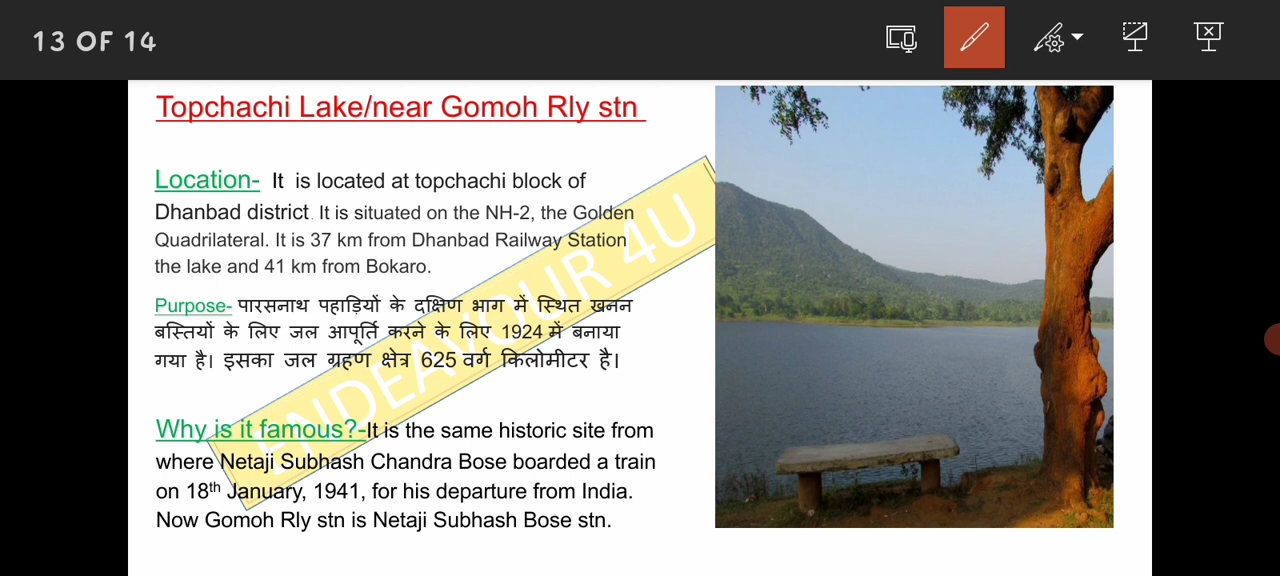 13 OF 14
Topchachi Lake/near Gomoh Rly stn
Location- It is located at topchachi block of
Dhanbad district. It is situated on the NH-2, the Golden
Quadrilateral. It is 37 km from Dhanbad Railway Station
the lake and 41 km from Bokaro.
Purpose- पारसनाथ पहाड़ियों के दक्षिण भाग में स्थित खनन
बस्तियों के लिए जल आपूर्ति करने के लिए 1924 में बनाया
गया है। इसका जल ग्रहण क्षेत्र 625 वर्ग किलोमीटर है।
Why is it famous?-It is the same historic site from
where Netaji Subhash Chandra Bose boarded a train
on 18th January, 1941, for his departure from India.
Now Gomoh Rly stn is Netaji Subhash Bose stn.
ENDEAVOUR 4U